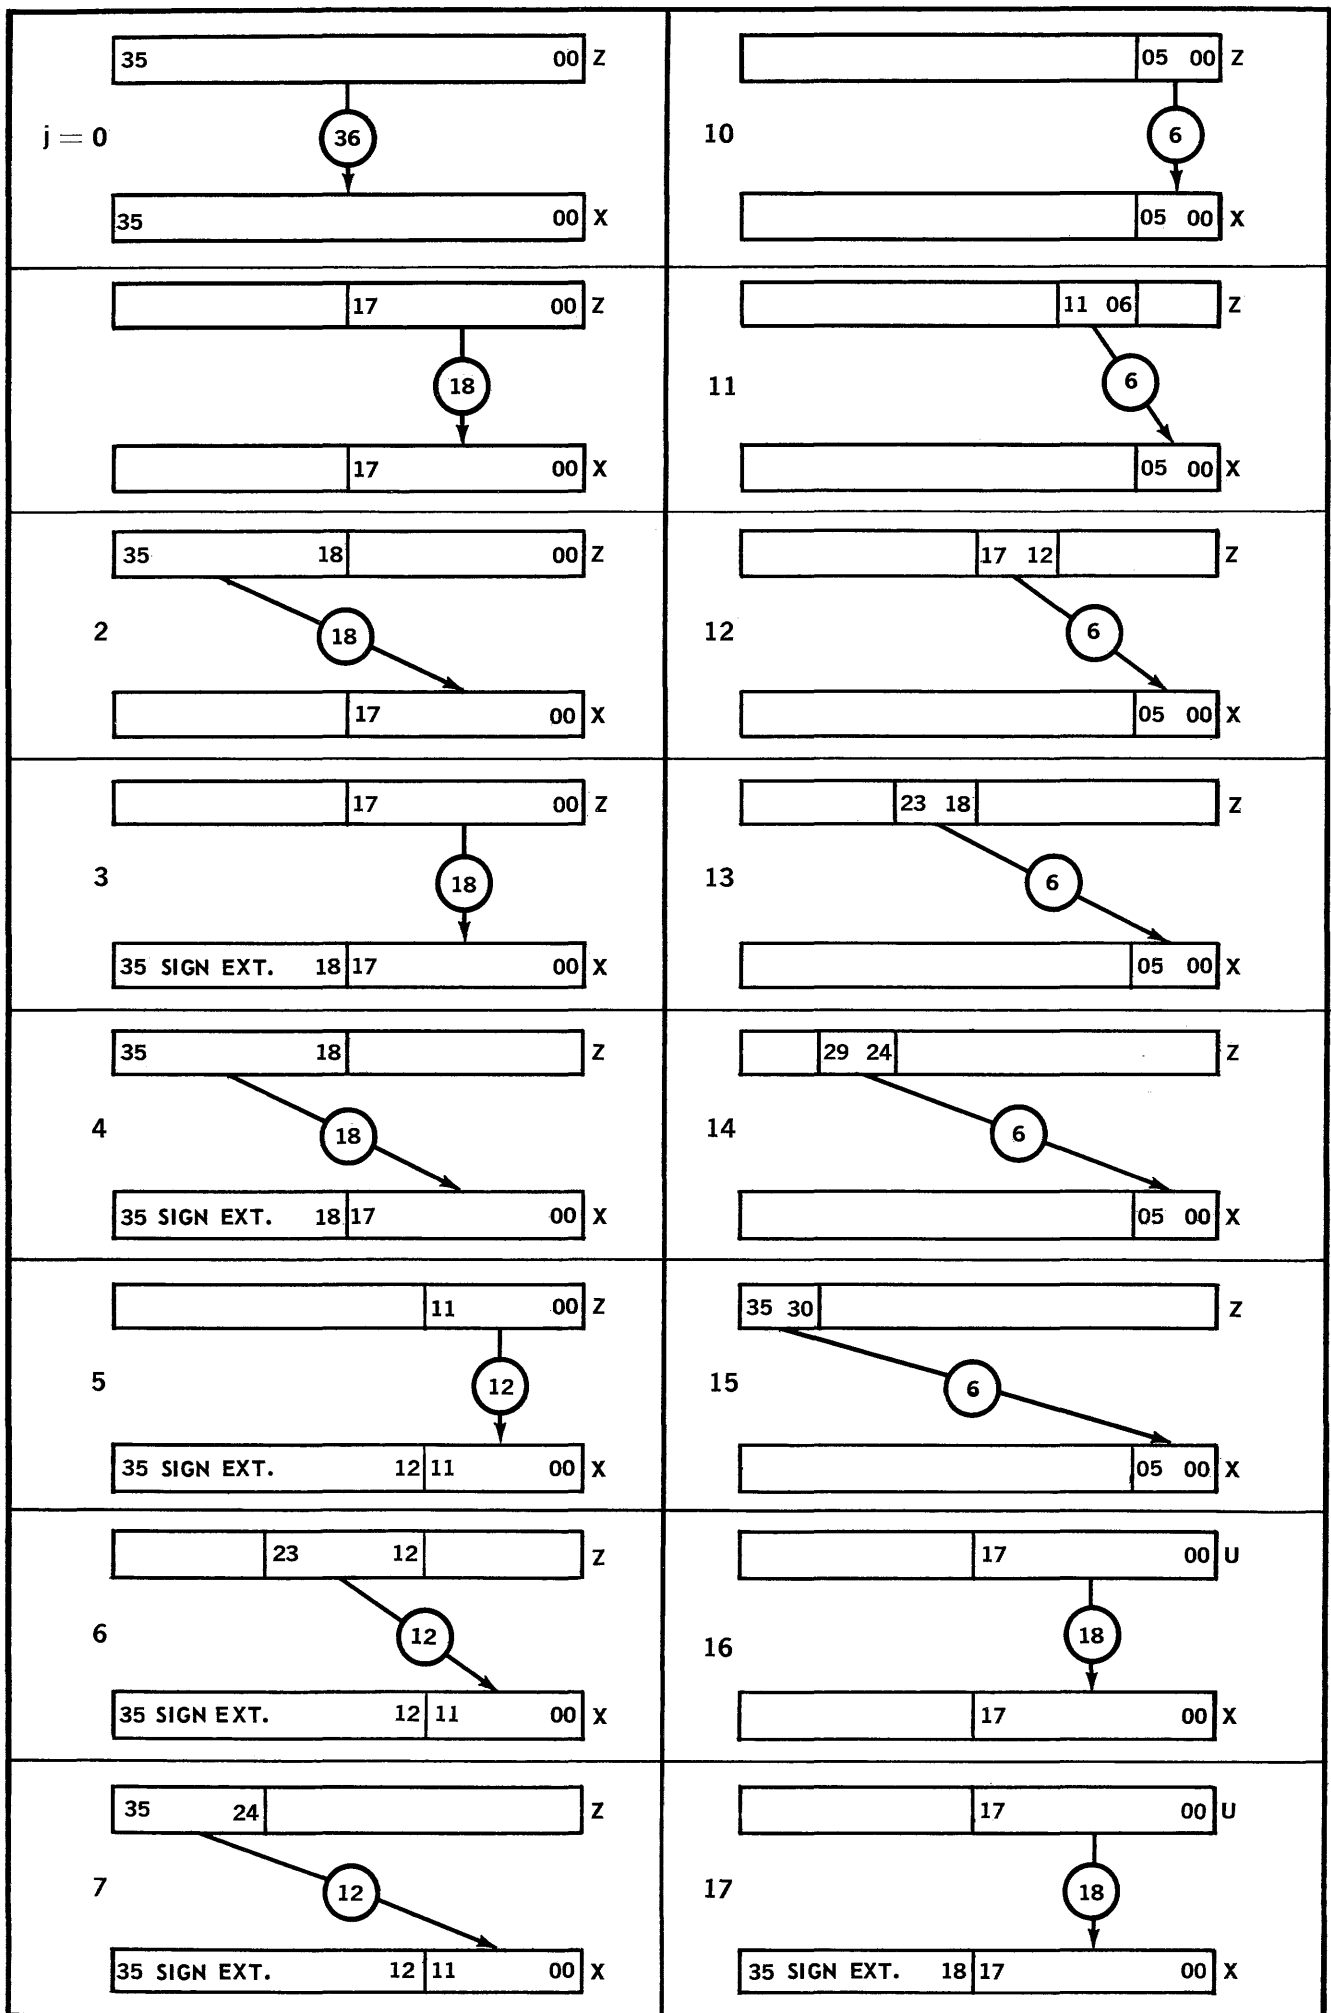 35 00 Z
j = 0
36
35 00 X
17 00 Z
18
17 00 X
35 18 00 Z
2
18
17 00 X
17 00 Z
3
18
35 SIGN EXT. 18 17 00 X
35 18 Z
4
18
35 SIGN EXT. 18 17 00 X
11 00 Z
5
12
35 SIGN EXT. 12 11 00 X
23 12 Z
6
12
35 SIGN EXT. 12 11 00 X
35 24 Z
7
12
35 SIGN EXT. 12 11 00 X
05 00 Z
10
6
05 00 X
11 06 Z
11
6
05 00 X
17 12 Z
12
6
05 00 X
23 18 Z
13
6
05 00 X
29 24 Z
14
6
05 00 X
35 30 Z
15
6
05 00 X
17 00 U
16
18
17 00 X
17 00 U
17
18
35 SIGN EXT. 18 17 00 X